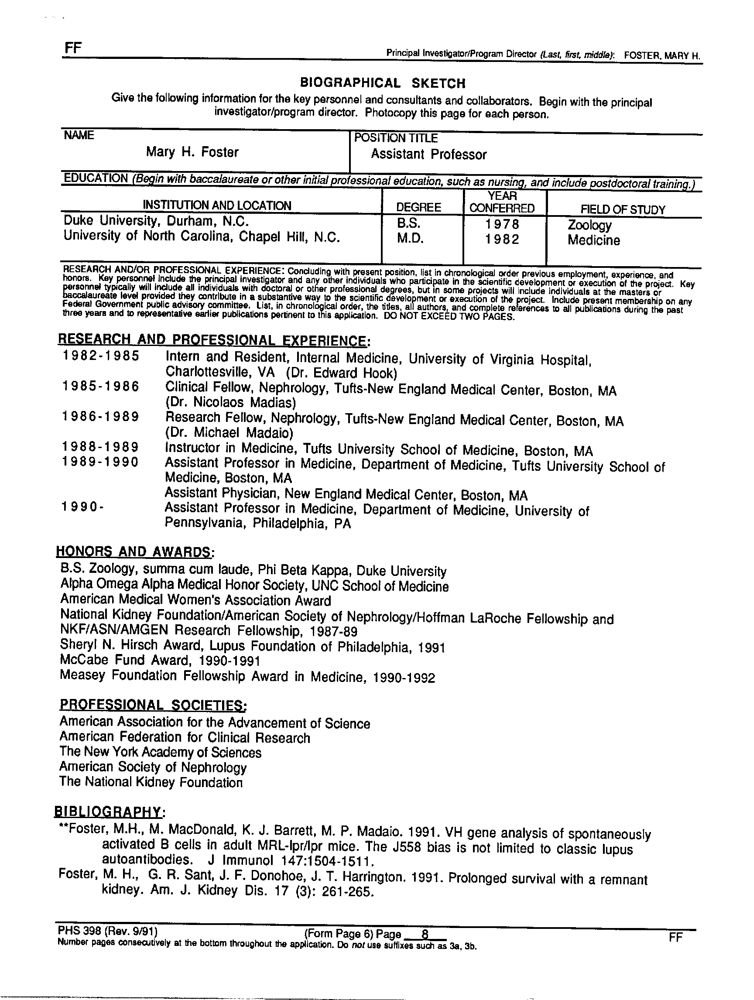 FF
Principal Investigator/Program Director (Last, first, middle): FOSTER, MARY H.
BIOGRAPHICAL SKETCH
Give the following information for the key personnel and consultants and collaborators. Begin with the principal
investigator/program director. Photocopy this page for each person.
NAME
POSITION TITLE
Mary H. Foster
Assistant Professor
EDUCATION (Begin with baccalaureate or other initial professional education, such as nursing, and include postdoctoral training.)
INSTITUTION AND LOCATION
DEGREE
YEAR
CONFERRED
FIELD OF STUDY
Duke University, Durham, N.C. B.S. 1978 Zoology
University of North Carolina, Chapel Hill, N.C. M.D. 1982 Medicine
RESEARCH AND/OR PROFESSIONAL EXPERIENCE: Concluding with present position, list in chronological order previous employment, experience, and
honors. Key personnel include the principal investigator and any other individuals who participate in the scientific development or execution of the project. Key
personnel typically will include all individuals with doctoral or other professional degrees, but in some projects will include individuals at the masters or
baccalaureate level provided they contribute in a substantive way to the scientific development or execution of the project. Include present membership on any
Federal Government public advisory committee. List, in chronological order, the titles, all authors, and complete references to all publications during the past
three years and to representative earlier publications pertinent to this application. DO NOT EXCEED TWO PAGES.
RESEARCH AND PROFESSIONAL EXPERIENCE:
1982-1985 Intern and Resident, Internal Medicine, University of Virginia Hospital,
Charlottesville, VA (Dr. Edward Hook)
1985-1986 Clinical Fellow, Nephrology, Tufts-New England Medical Center, Boston, MA
(Dr. Nicolaos Madias)
1986-1989 Research Fellow, Nephrology, Tufts-New England Medical Center, Boston, MA
(Dr. Michael Madaio)
1988-1989 Instructor in Medicine, Tufts University School of Medicine, Boston, MA
1989-1990 Assistant Professor in Medicine, Department of Medicine, Tufts University School of
Medicine, Boston, MA
Assistant Physician, New England Medical Center, Boston, MA
1990- Assistant Professor in Medicine, Department of Medicine, University of
Pennsylvania, Philadelphia, PA
HONORS AND AWARDS:
B.S. Zoology, summa cum laude, Phi Beta Kappa, Duke University
Alpha Omega Alpha Medical Honor Society, UNC School of Medicine
American Medical Women's Association Award
National Kidney Foundation/American Society of Nephrology/Hoffman LaRoche Fellowship and
NKF/ASN/AMGEN Research Fellowship, 1987-89
Sheryl N. Hirsch Award, Lupus Foundation of Philadelphia, 1991
McCabe Fund Award, 1990-1991
Measey Foundation Fellowship Award in Medicine, 1990-1992
PROFESSIONAL SOCIETIES:
American Association for the Advancement of Science
American Federation for Clinical Research
The New York Academy of Sciences
American Society of Nephrology
The National Kidney Foundation
BIBLIOGRAPHY:
**Foster, M.H., M. MacDonald, K. J. Barrett, M. P. Madaio. 1991. VH gene analysis of spontaneously
activated B cells in adult MRL-lpr/lpr mice. The J558 bias is not limited to classic lupus
autoantibodies. J Immunol 147:1504-1511.
Foster, M. H., G. R. Sant, J. F. Donohoe, J. T. Harrington. 1991. Prolonged survival with a remnant
kidney. Am. J. Kidney Dis. 17 (3): 261-265.
PHS 398 (Rev. 9/91) (Form Page 6) Page 8 FF
Number pages consecutively at the bottom throughout the application. Do not use suffixes such as 3a, 3b.